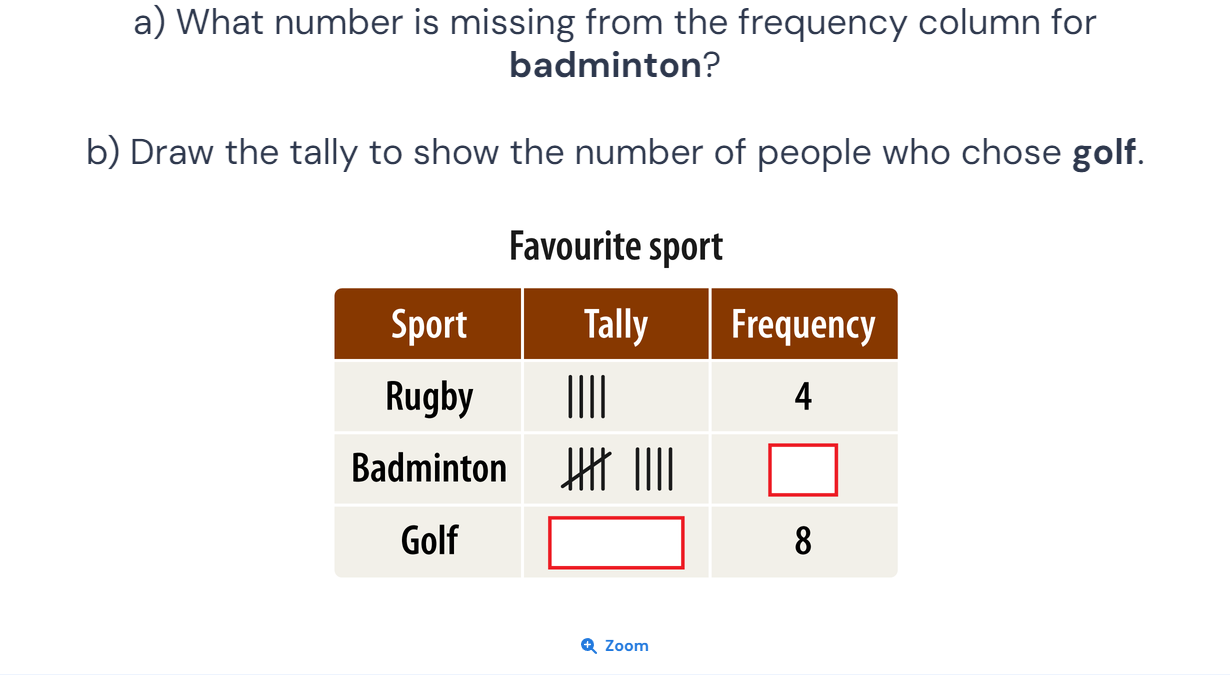 a) What number is missing from the frequency column for
badminton?
b) Draw the tally to show the number of people who chose golf.
Favourite sport
Sport Tally Frequency
Rugby 4
Badminton
Golf 8
Zoom